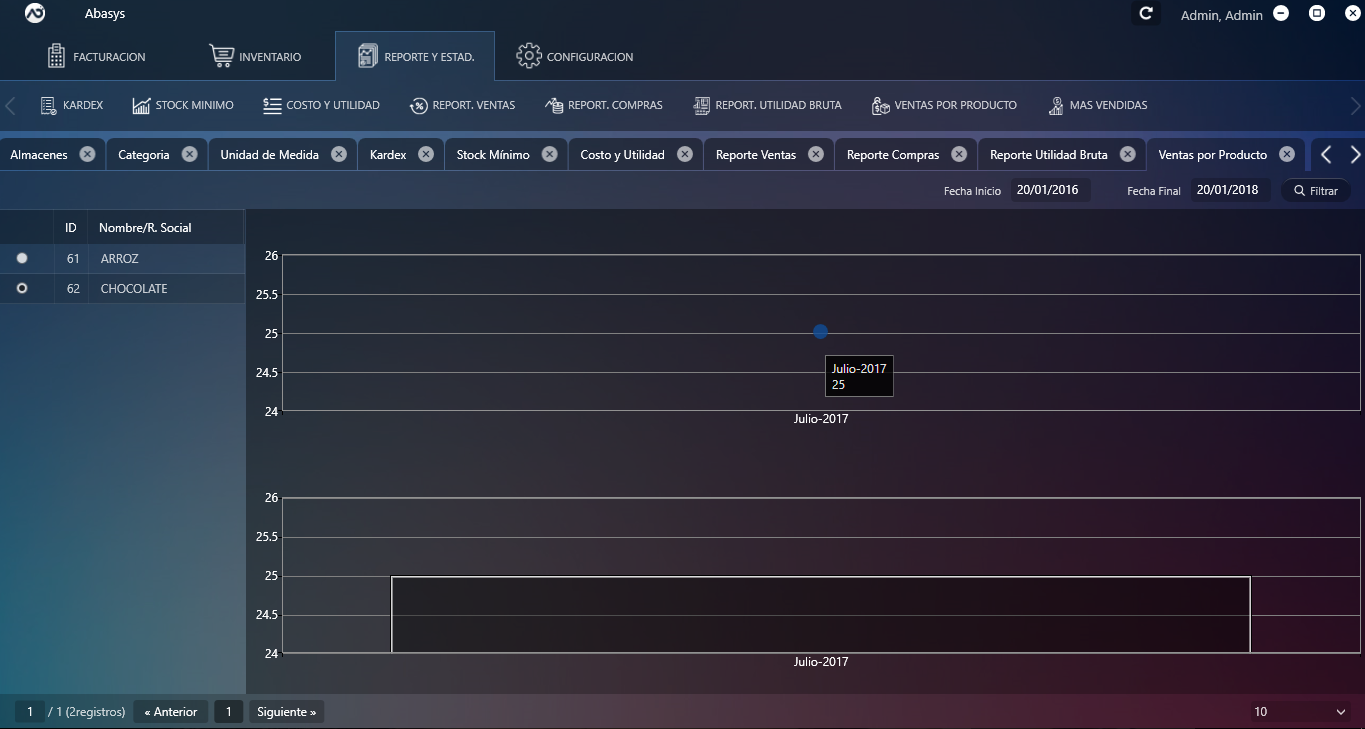 Abasys
Admin, Admin
FACTURACION INVENTARIO REPORTE Y ESTAD. CONFIGURACION
KARDEX STOCK MINIMO COSTO Y UTILIDAD REPORT. VENTAS REPORT. COMPRAS REPORT. UTILIDAD BRUTA VENTAS POR PRODUCTO MAS VENDIDAS
Almacenes Categoria Unidad de Medida Kardex Stock Mínimo Costo y Utilidad Reporte Ventas Reporte Compras Reporte Utilidad Bruta Ventas por Producto
Fecha Inicio 20/01/2016 Fecha Final 20/01/2018 Filtrar
ID Nombre/R. Social
61 ARROZ
62 CHOCOLATE
26
25.5
25
24.5
24
Julio-2017
25
Julio-2017
26
25.5
25
24.5
24
Julio-2017
1 / 1 (2registros) « Anterior 1 Siguiente » 10